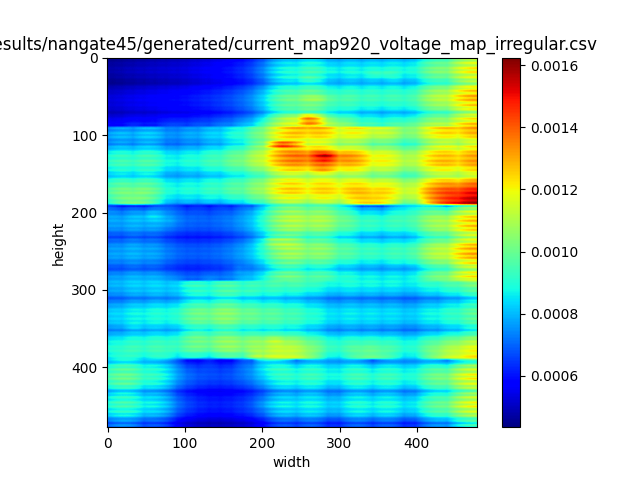 esults/nangate45/generated/current_map920_voltage_map_irregular.csv
0
100
200
300
400
height
0 100 200 300 400
width
0.0016
0.0014
0.0012
0.0010
0.0008
0.0006